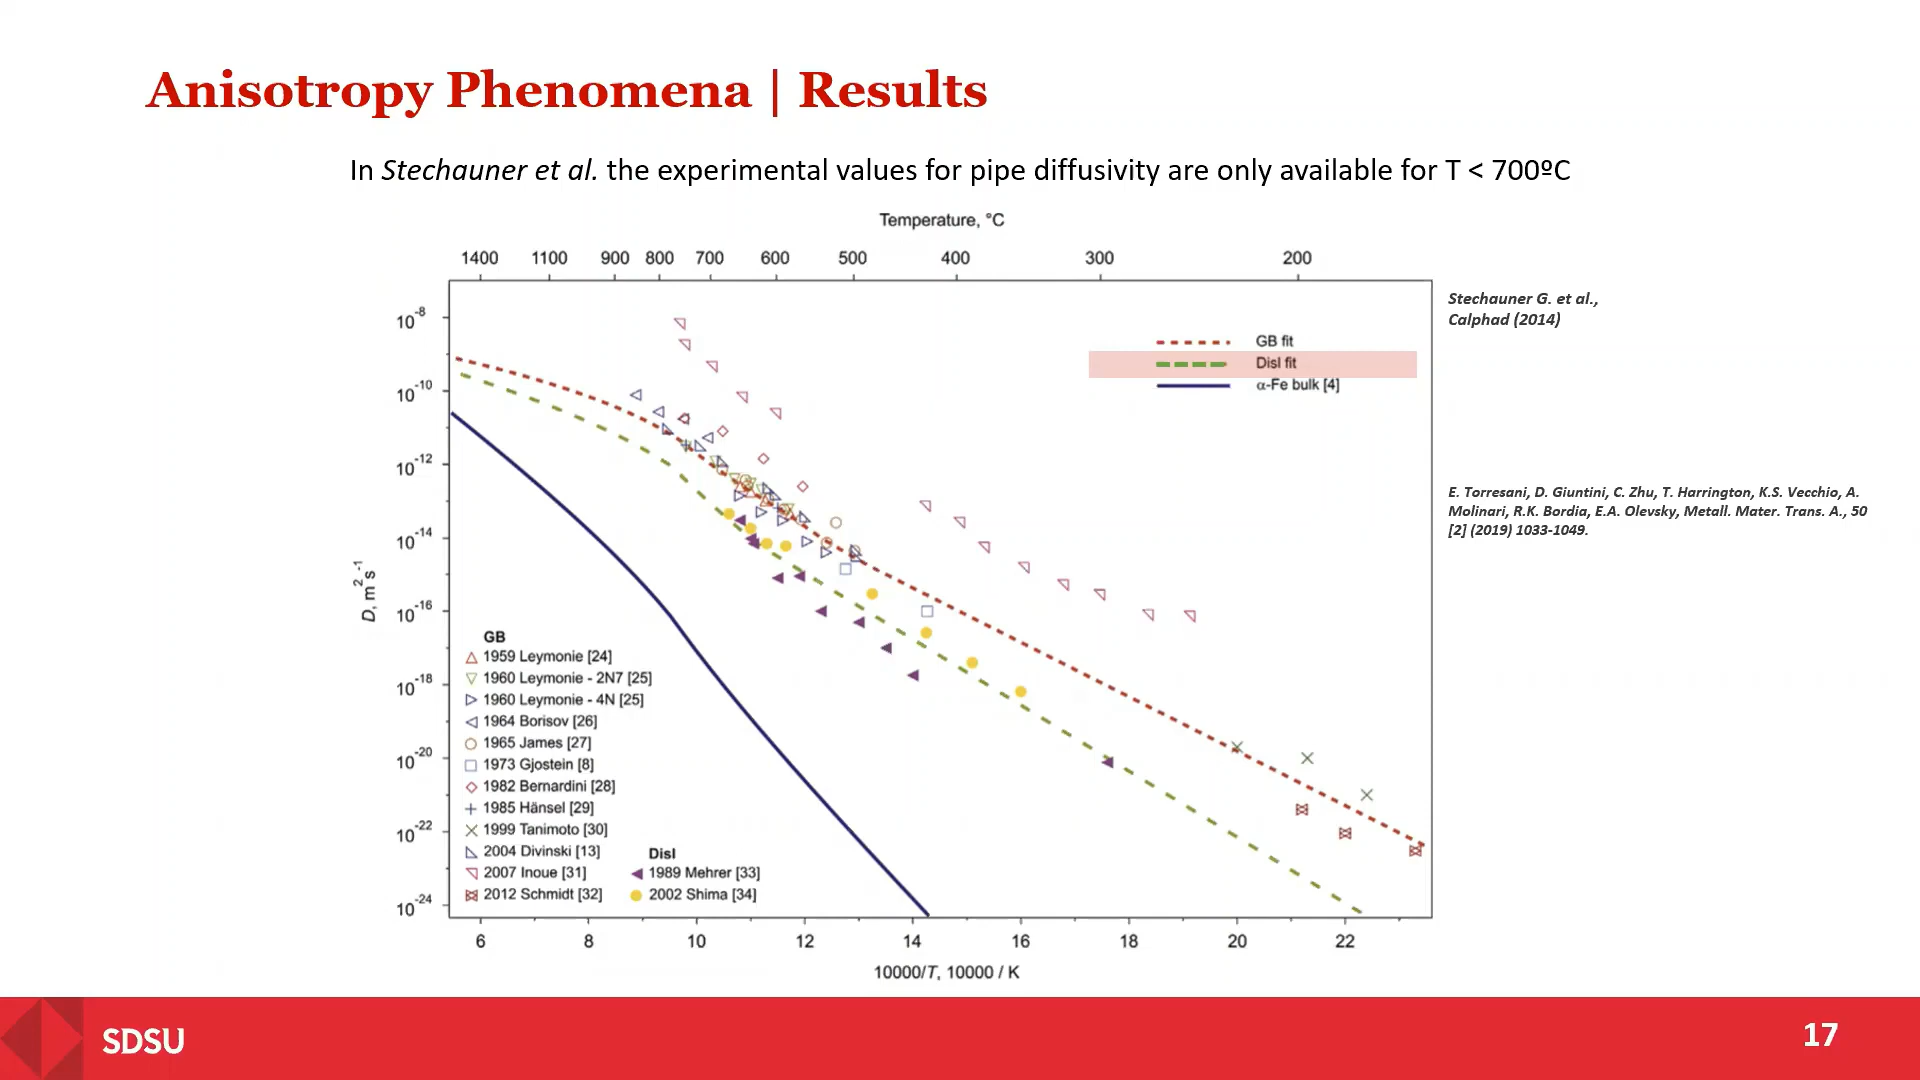 Anisotropy Phenomena | Results
In Stechauner et al. the experimental values for pipe diffusivity are only available for T < 700ºC
Temperature, °C
1400 1100 900 800 700 600 500 400 300 200
10-8
10-10
10-12
10-14
10-16
10-18
10-20
10-22
10-24
D, m2 s-1
GB fit
Disl fit
α-Fe bulk [4]
GB
1959 Leymonie [24]
1960 Leymonie - 2N7 [25]
1960 Leymonie - 4N [25]
1964 Borisov [26]
1965 James [27]
1973 Gjostein [8]
1982 Bernardini [28]
1985 Hänsel [29]
1999 Tanimoto [30]
2004 Divinski [13]
2007 Inoue [31]
2012 Schmidt [32]
Disl
1989 Mehrer [33]
2002 Shima [34]
6 8 10 12 14 16 18 20 22
10000/T, 10000 / K
Stechauner G. et al.,
Calphad (2014)
E. Torresani, D. Giuntini, C. Zhu, T. Harrington, K.S. Vecchio, A.
Molinari, R.K. Bordia, E.A. Olevsky, Metall. Mater. Trans. A., 50
[2] (2019) 1033-1049.
SDSU
17